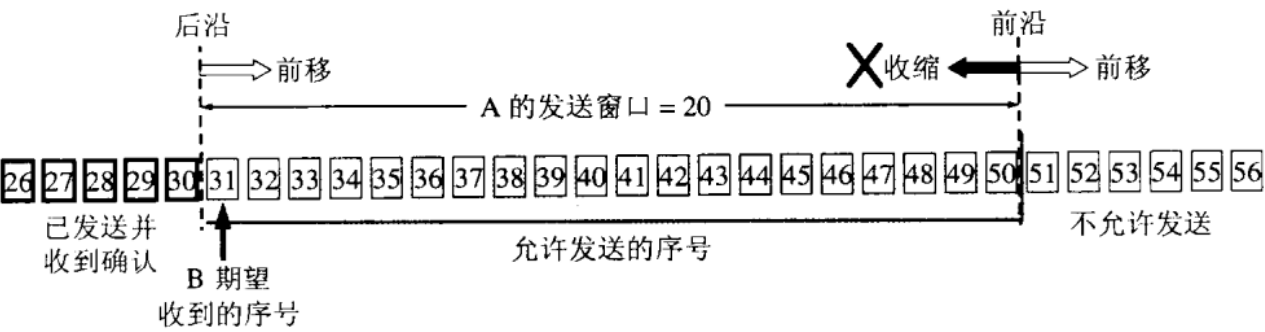 后沿 前沿
前移 收缩 前移
A 的发送窗口 = 20
26 27 28 29 30 31 32 33 34 35 36 37 38 39 40 41 42 43 44 45 46 47 48 49 50 51 52 53 54 55 56
已发送并
收到确认
允许发送的序号
不允许发送
B 期望
收到的序号